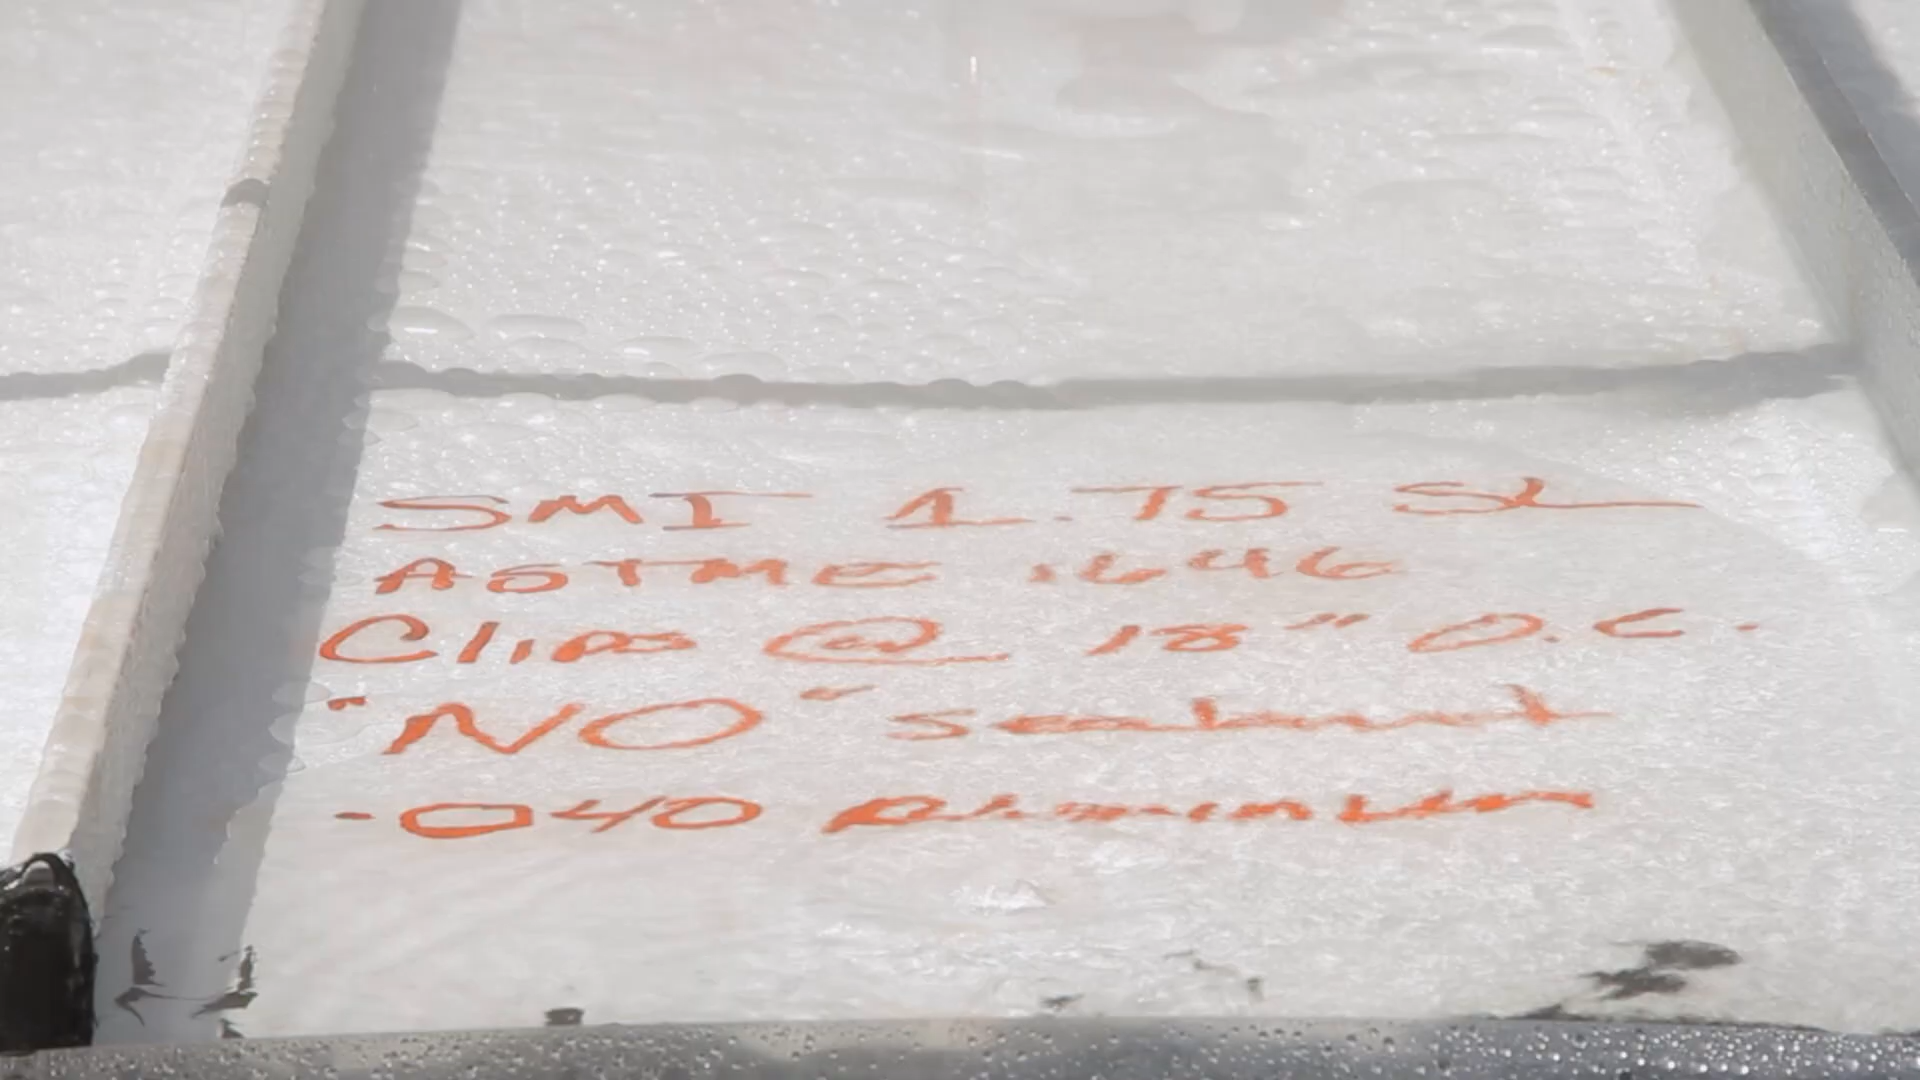 SMI 1.75 SL
ASTME 1646
Clips @ 18" O.C.
"NO" sealant
.040 Aluminum